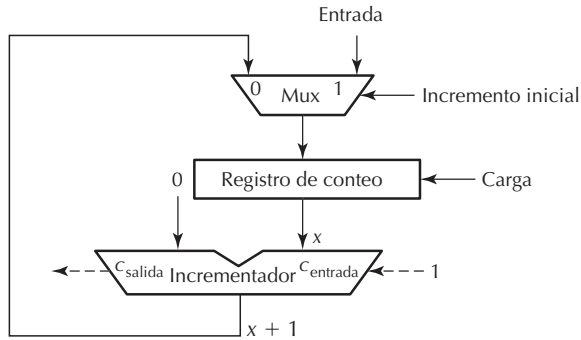 Entrada
0 Mux 1
Incremento inicial
0
Registro de conteo
Carga
x
Csalida Incrementador Centrada
1
x + 1